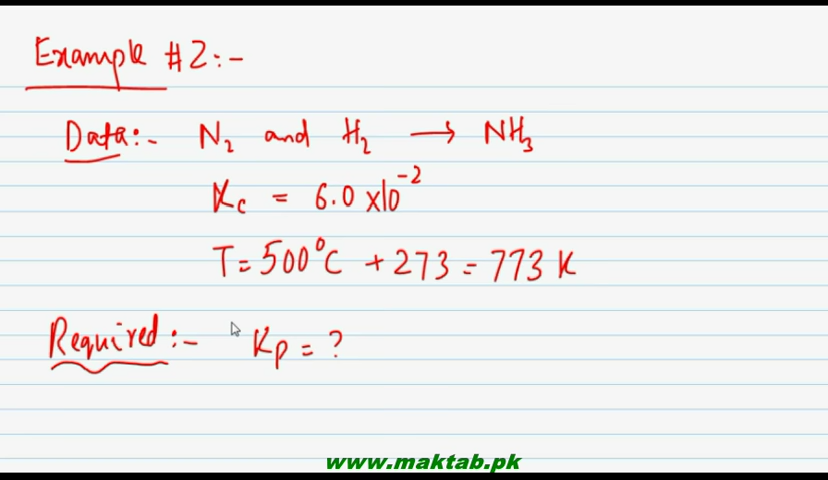 Example #2:-
Data:- N₂ and H₂ → NH₃
Kc = 6.0 x10⁻²
T = 500°C + 273 = 773 K
Required:- Kp = ?
www.maktab.pk